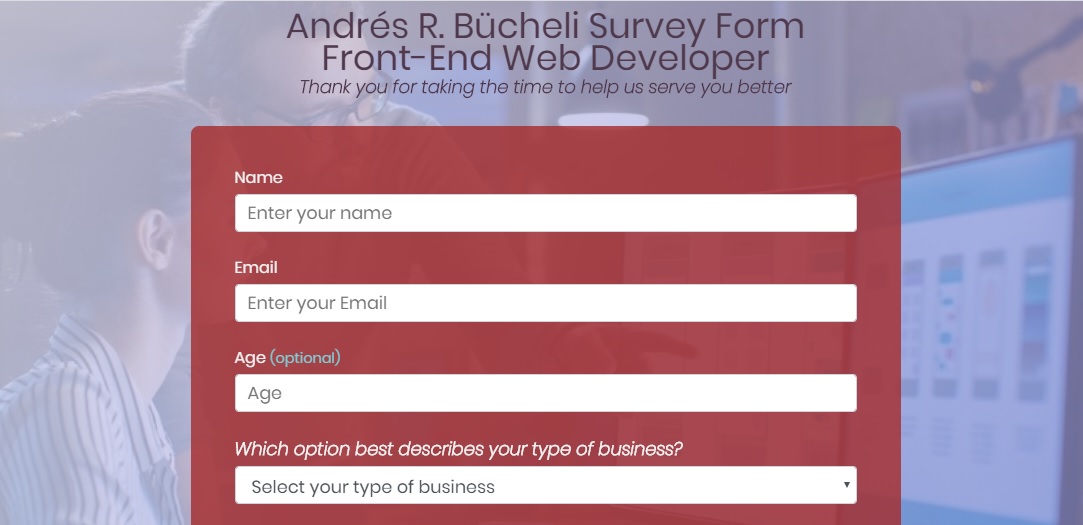 Andrés R. Bücheli Survey Form
Front-End Web Developer
Thank you for taking the time to help us serve you better
Name
Enter your name
Email
Enter your Email
Age (optional)
Age
Which option best describes your type of business?
Select your type of business